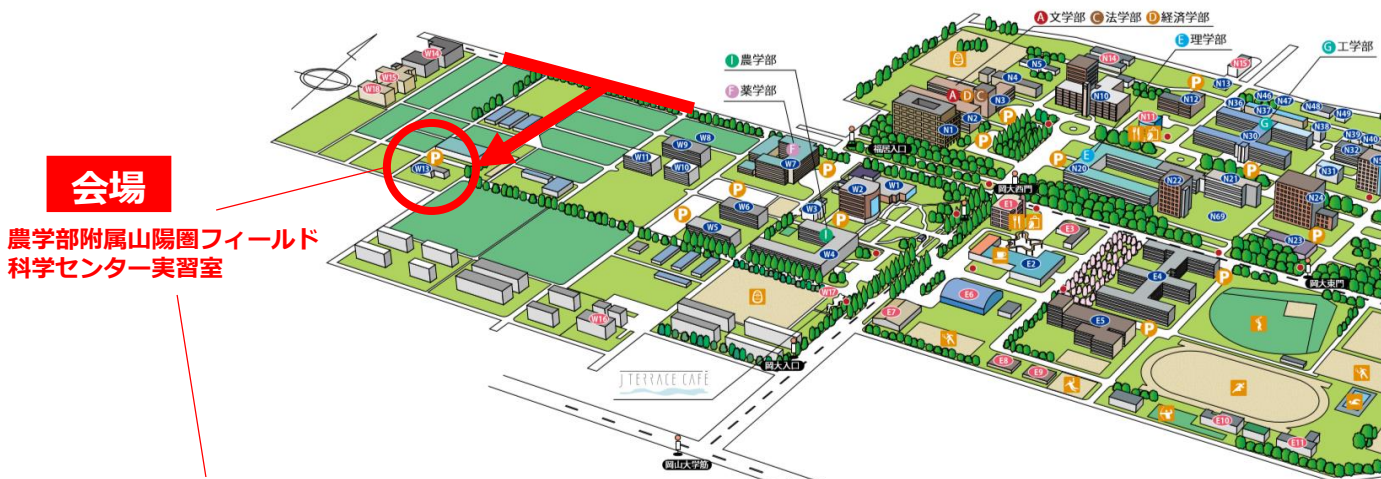 A 文学部 C 法学部 D 経済学部
E 理学部
G 工学部
I 農学部
F 薬学部
W14
W15
W18
P
W13
会場
農学部附属山陽圏フィールド
科学センター実習室
W8
W9
W10
W11
F
W7
P
W6
W5
P
W3
W2
W1
P
I
W4
W17
W16
A D C
N1
N2
N3
N4
N5
P
P
福居入口
N14
N10
N11
N12
P
N13
N15
N46
N47
N48
N49
N36
N37
G
N38
N39
N40
N30
N32
N31
P
E
N20
N22
N21
P
N69
N24
N23
P
岡大西門
E1
E3
E2
E4
E5
P
P
岡大東門
E6
E7
E8
E9
E10
E11
岡大入口
J TERRACE CAFÉ
岡山大学筋